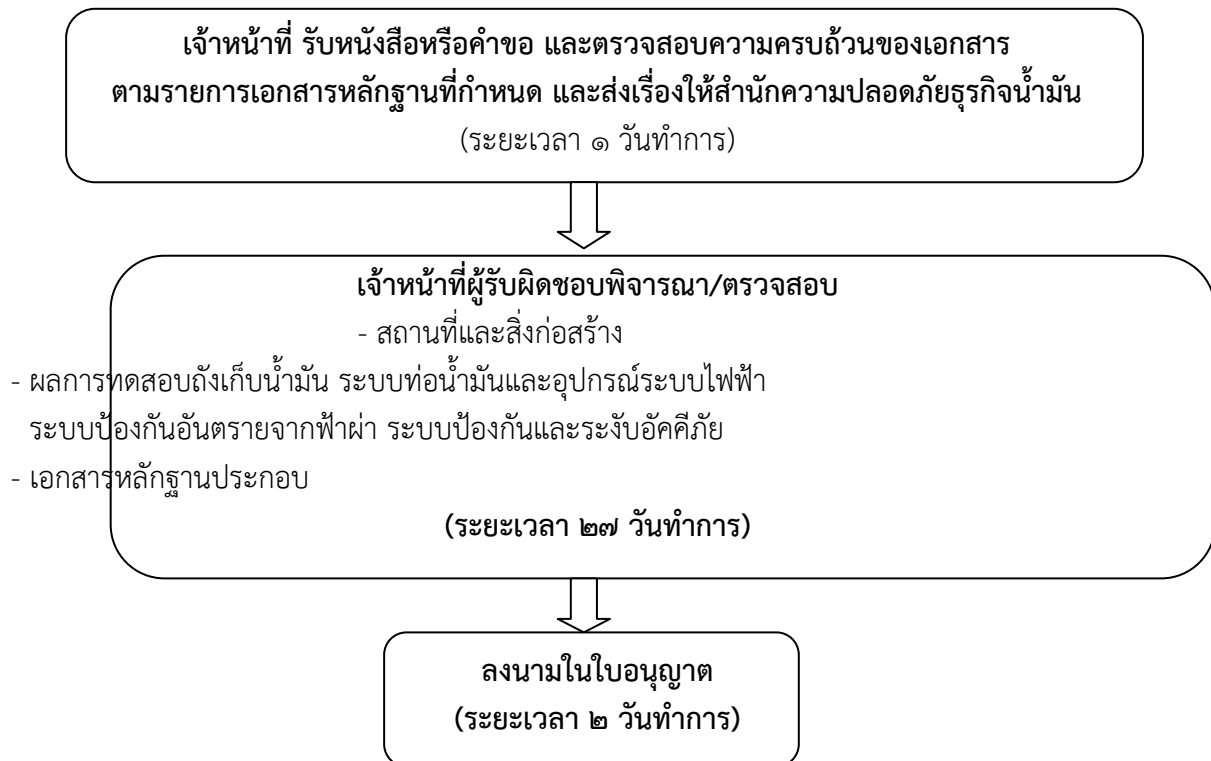 เจ้าหน้าที่ รับหนังสือหรือคำขอ และตรวจสอบความครบถ้วนของเอกสาร
ตามรายการเอกสารหลักฐานที่กำหนด และส่งเรื่องให้สำนักความปลอดภัยธุรกิจน้ำมัน
(ระยะเวลา ๑ วันทำการ)
เจ้าหน้าที่ผู้รับผิดชอบพิจารณา/ตรวจสอบ
- สถานที่และสิ่งก่อสร้าง
- ผลการทดสอบถังเก็บน้ำมัน ระบบท่อน้ำมันและอุปกรณ์ระบบไฟฟ้า
ระบบป้องกันอันตรายจากฟ้าผ่า ระบบป้องกันและระงับอัคคีภัย
- เอกสารหลักฐานประกอบ
(ระยะเวลา ๒๗ วันทำการ)
ลงนามในใบอนุญาต
(ระยะเวลา ๒ วันทำการ)